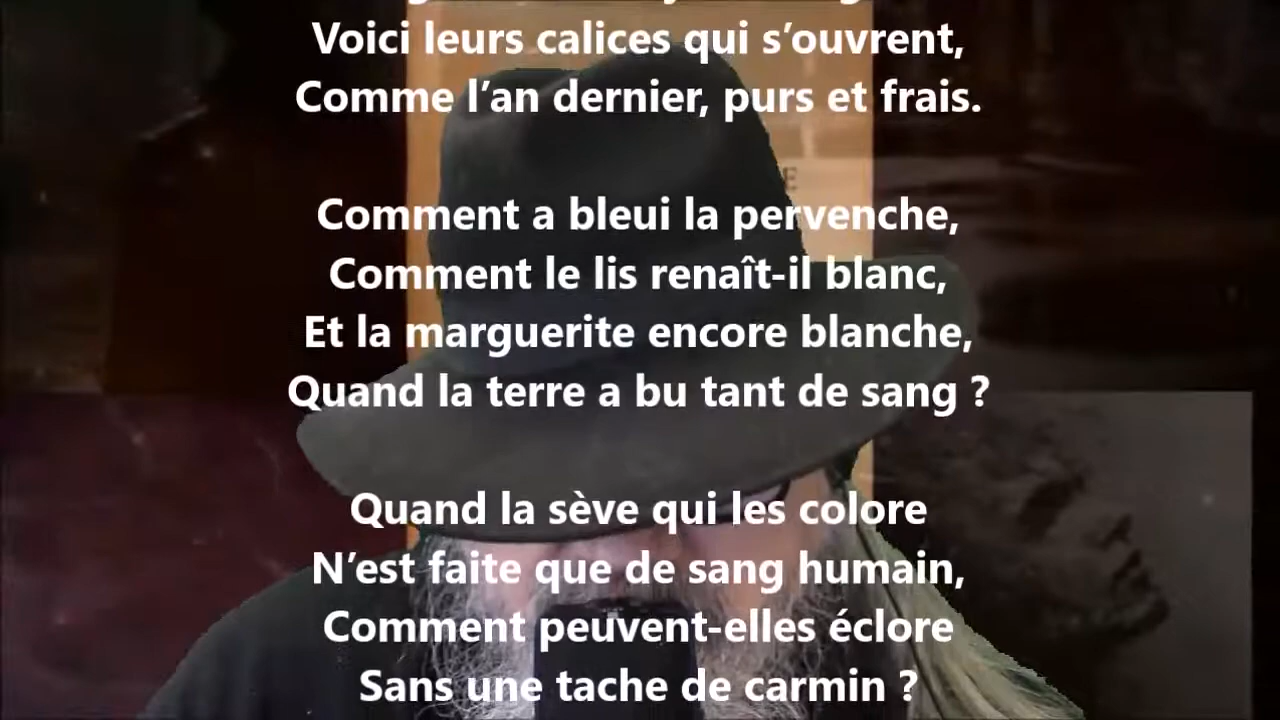 Voici leurs calices qui s’ouvrent,
Comme l’an dernier, purs et frais.
Comment a bleui la pervenche,
Comment le lis renaît-il blanc,
Et la marguerite encore blanche,
Quand la terre a bu tant de sang ?
Quand la sève qui les colore
N’est faite que de sang humain,
Comment peuvent-elles éclore
Sans une tache de carmin ?